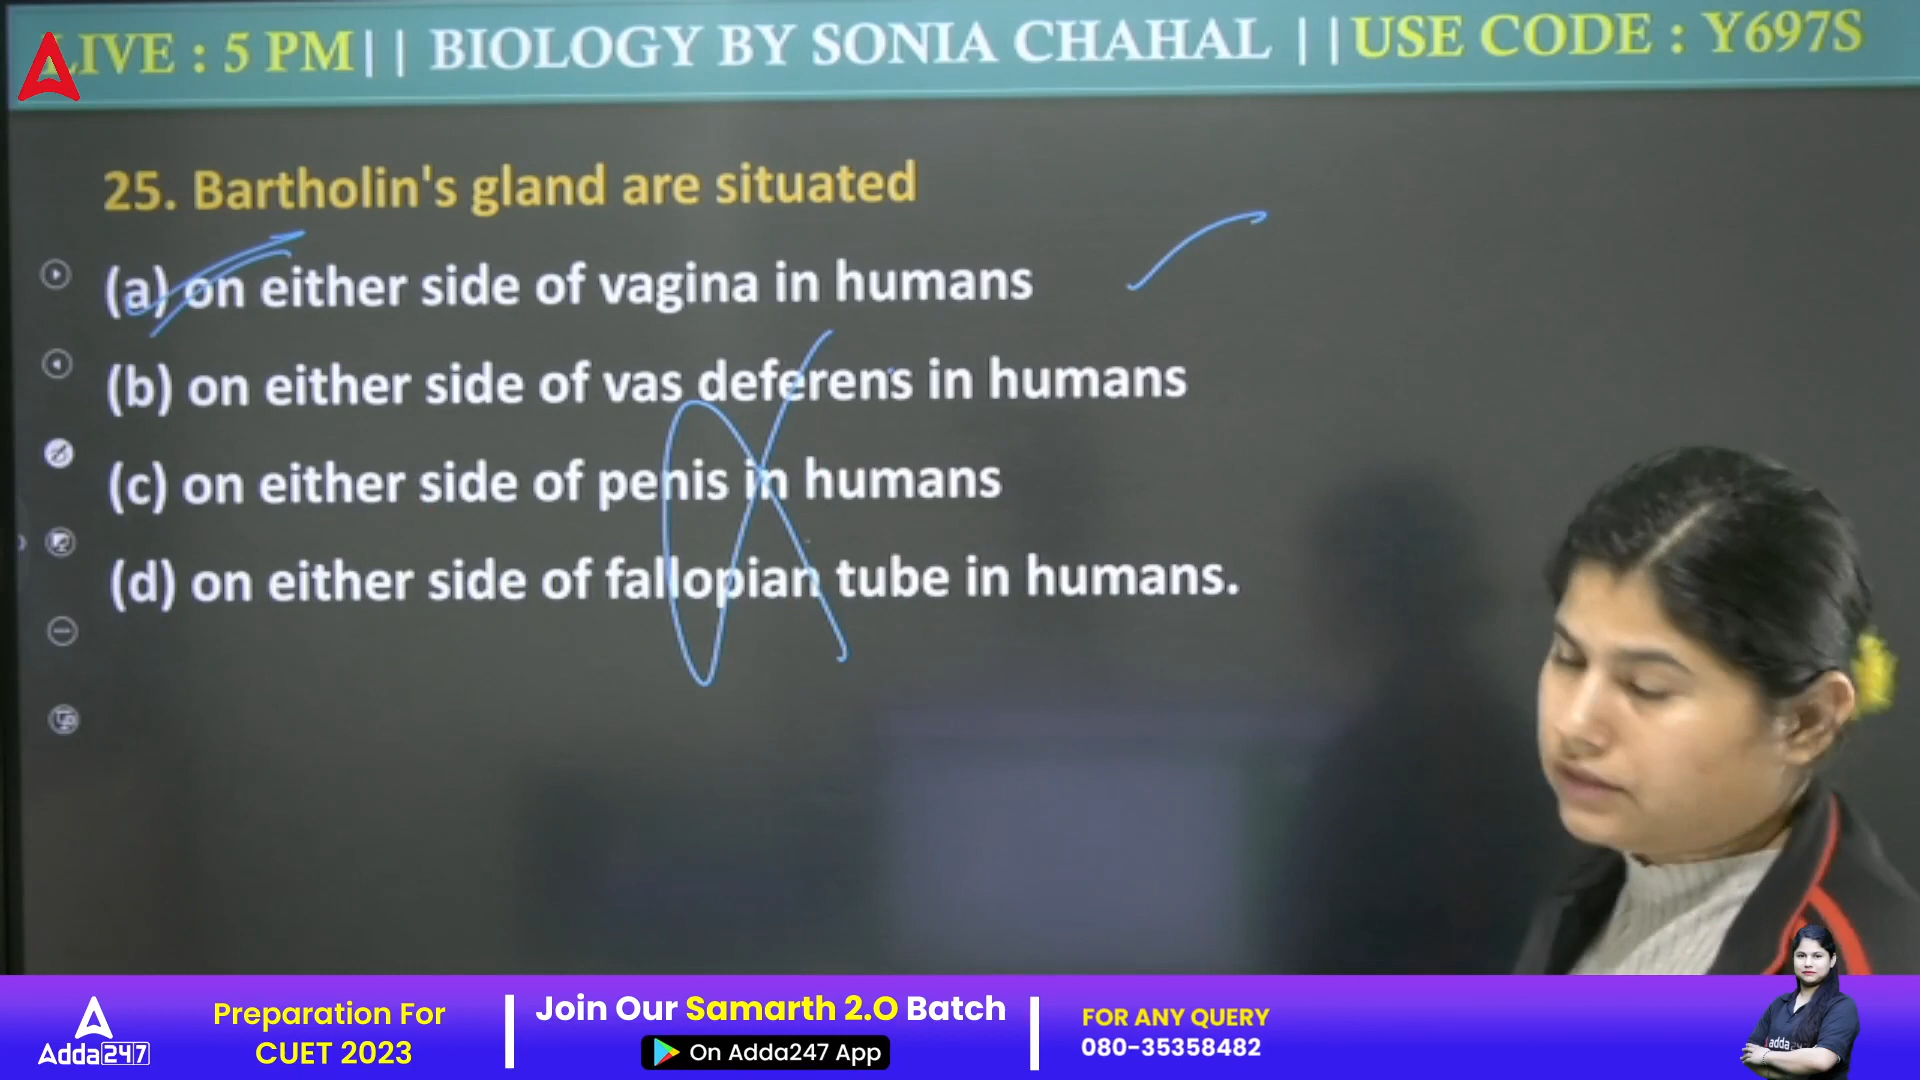 LIVE : 5 PM || BIOLOGY BY SONIA CHAHAL || USE CODE : Y697S
25. Bartholin's gland are situated
(a) on either side of vagina in humans
(b) on either side of vas deferens in humans
(c) on either side of penis in humans
(d) on either side of fallopian tube in humans.
Adda247
Preparation For
CUET 2023
Join Our Samarth 2.O Batch
On Adda247 App
FOR ANY QUERY
080-35358482
adda